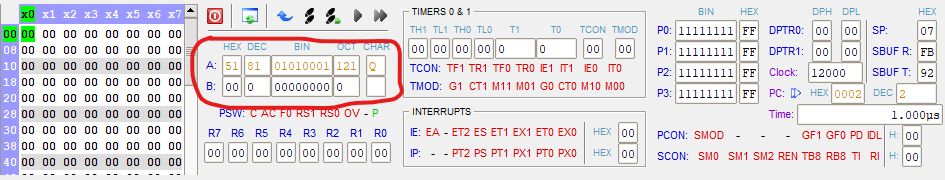 x0 x1 x2 x3 x4 x5 x6 x7
00 00 00 00 00 00 00 00 00
08 00 00 00 00 00 00 00 00
10 00 00 00 00 00 00 00 00
18 00 00 00 00 00 00 00 00
20 00 00 00 00 00 00 00 00
28 00 00 00 00 00 00 00 00
30 00 00 00 00 00 00 00 00
38 00 00 00 00 00 00 00 00
40 00 00 00 00 00 00 00 00
HEX DEC BIN OCT CHAR
A: 51 81 01010001 121 Q
B: 00 0 00000000 0
PSW: C AC F0 RS1 RS0 OV - P
R7 R6 R5 R4 R3 R2 R1 R0
00 00 00 00 00 00 00 00
TIMERS 0 & 1
TH1 TL1 TH0 TL0 T1 T0 TCON TMOD
00 00 00 00 0 0 00 00
TCON: TF1 TR1 TF0 TR0 IE1 IT1 IE0 IT0
TMOD: G1 CT1 M11 M01 G0 CT0 M10 M00
INTERRUPTS
IE: EA - ET2 ES ET1 EX1 ET0 EX0 HEX 00
IP: - - PT2 PS PT1 PX1 PT0 PX0 HEX 00
BIN HEX
P0: 11111111 FF
P1: 11111111 FF
P2: 11111111 FF
P3: 11111111 FF
DPH DPL HEX
DPTR0: 00 00 SP: 07
DPTR1: 00 00 SBUF R: FB
Clock: 12000 SBUF T: 92
PC: HEX 0002 DEC 2
Time: 1.000µs
PCON: SMOD - - - GF1 GF0 PD IDL H: 00
SCON: SM0 SM1 SM2 REN TB8 RB8 TI RI H: 00